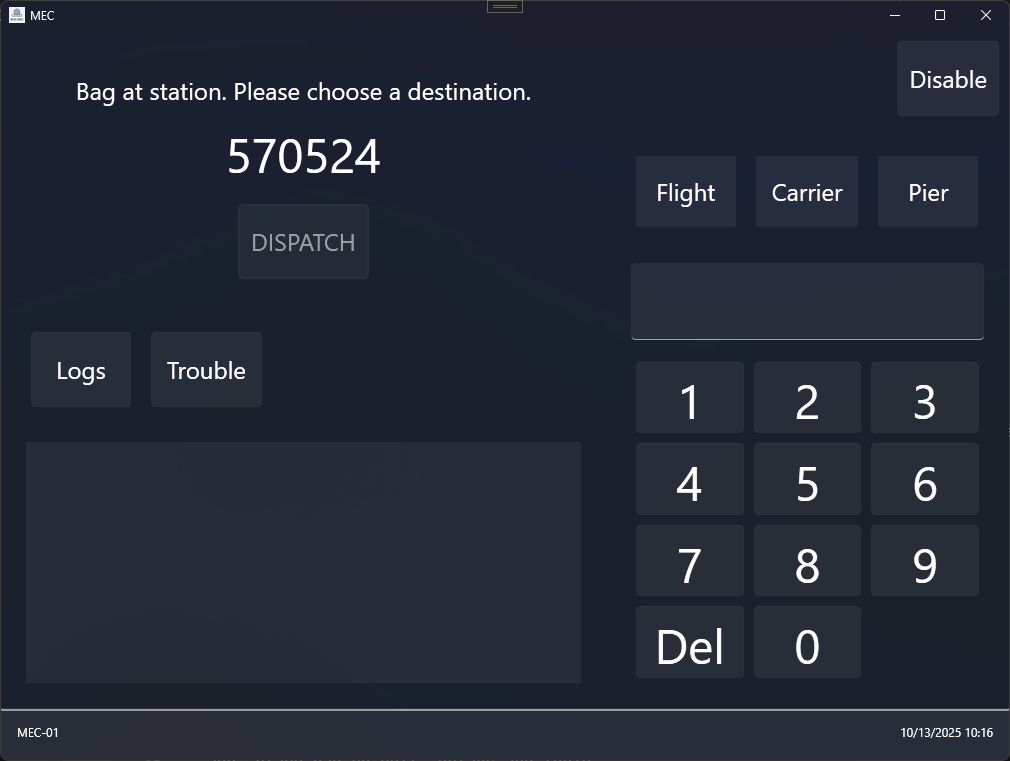 MEC
Disable
Bag at station. Please choose a destination.
570524
Flight Carrier Pier
DISPATCH
Logs Trouble
1 2 3
4 5 6
7 8 9
Del 0
MEC-01 10/13/2025 10:16